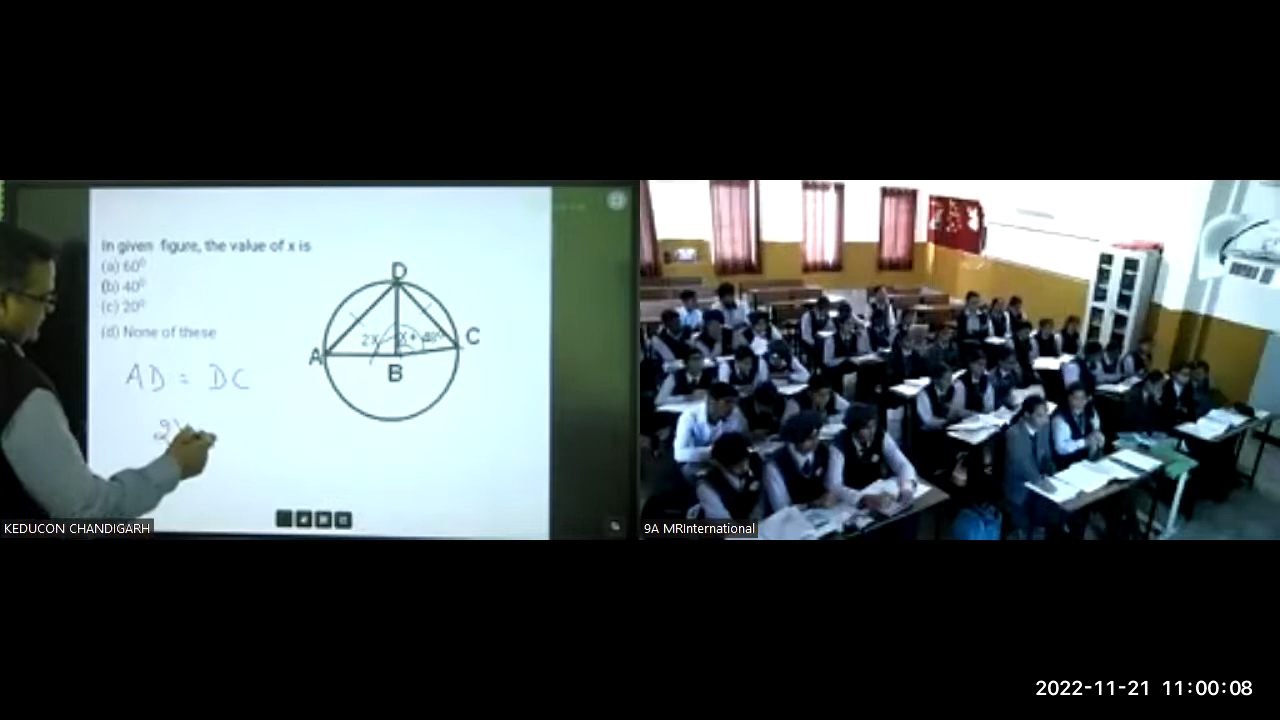 In given figure, the value of x is
(a) 60⁰
(b) 40⁰
(c) 20⁰
(d) None of these
AD = DC
D
2x
x+40⁰
C
A
B
KEDUCON CHANDIGARH
9A MRInternational
2022-11-21 11:00:08